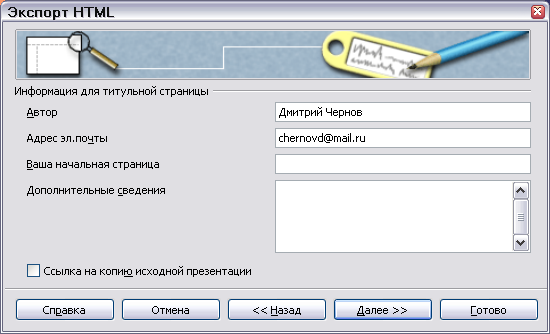 Экспорт HTML
Информация для титульной страницы
Автор
Дмитрий Чернов
Адрес эл.почты
chernovd@mail.ru
Ваша начальная страница
Дополнительные сведения
Ссылка на копию исходной презентации
Справка
Отмена
<< Назад
Далее >>
Готово